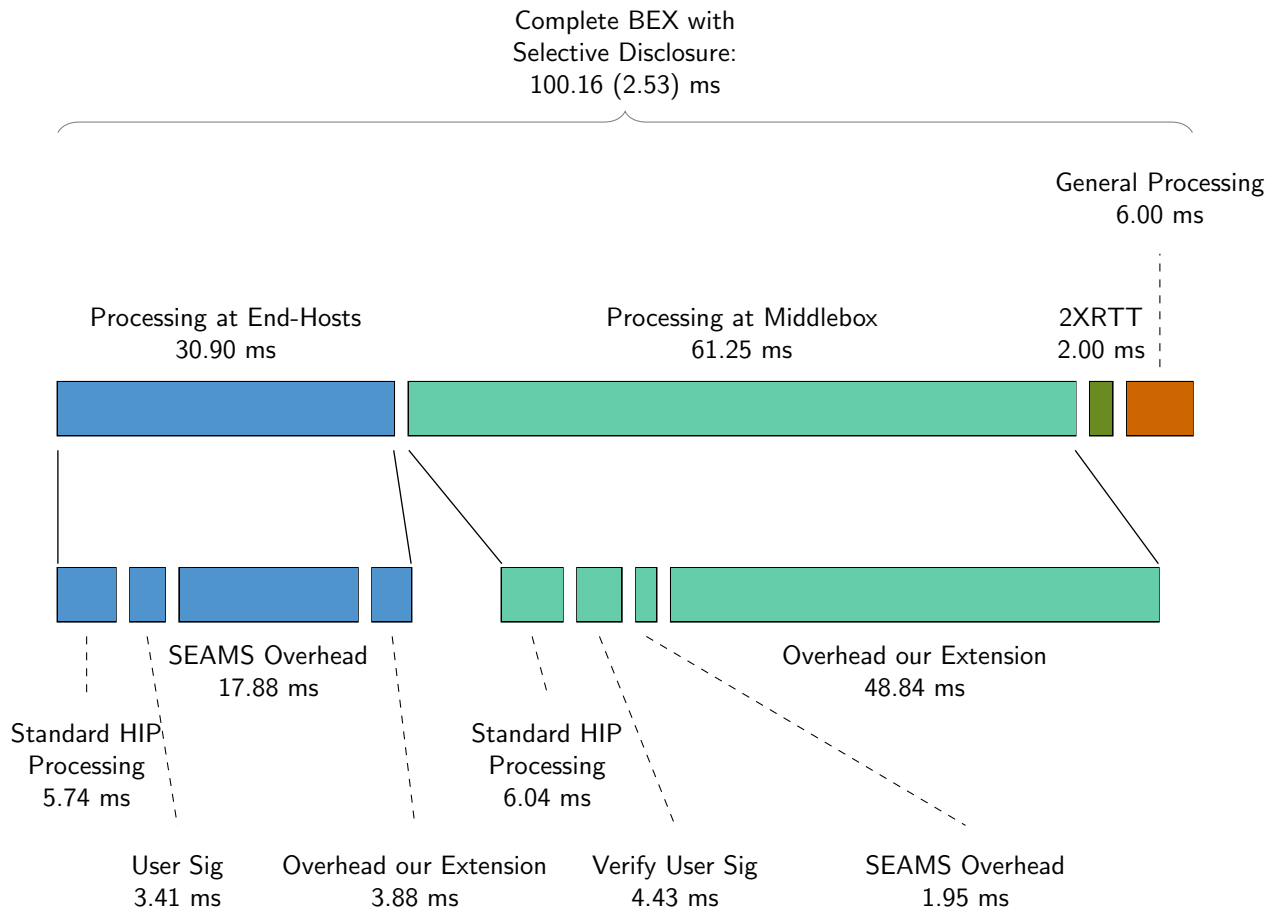 Complete BEX with
Selective Disclosure:
100.16 (2.53) ms
General Processing
6.00 ms
Processing at End-Hosts
30.90 ms
Processing at Middlebox
61.25 ms
2XRTT
2.00 ms
SEAMS Overhead
17.88 ms
Overhead our Extension
48.84 ms
Standard HIP
Processing
5.74 ms
Standard HIP
Processing
6.04 ms
User Sig
3.41 ms
Overhead our Extension
3.88 ms
Verify User Sig
4.43 ms
SEAMS Overhead
1.95 ms